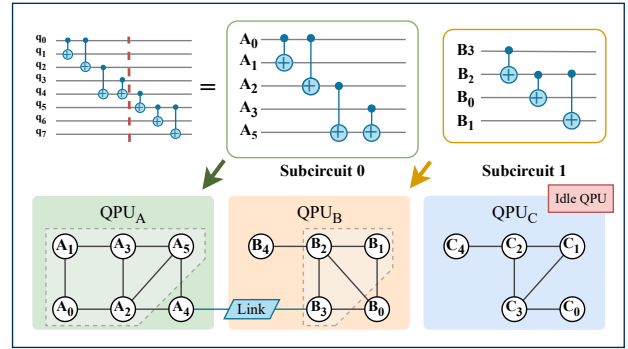 q0
q1
q2
q3
q4
q5
q6
q7
=
A0
A1
A2
A3
A5
B3
B2
B0
B1
Subcircuit 0
Subcircuit 1
Idle QPU
QPUA
QPUB
QPUC
A1 A3 A5
B4 B2 B1
C4 C2 C1
A0 A2 A4
Link
B3 B0
C3 C0